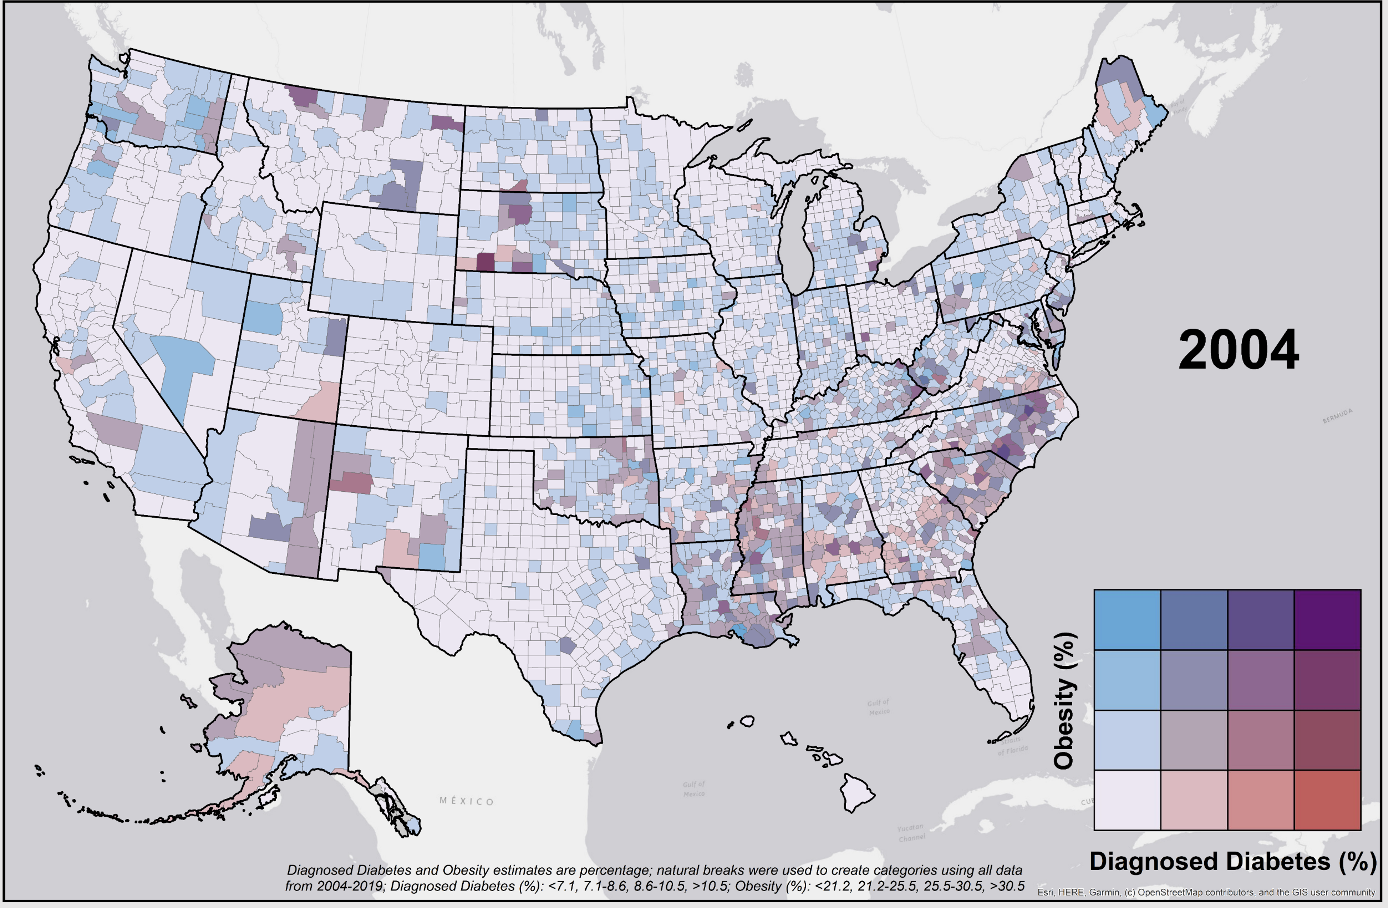 2004
BERMUDA
Gulf of
Mexico
Gulf of
Mexico
of Florida
MÉXICO
Yucatan
Channel
CU
Obesity (%)
Diagnosed Diabetes (%)
Diagnosed Diabetes and Obesity estimates are percentage; natural breaks were used to create categories using all data
from 2004-2019; Diagnosed Diabetes (%): <7.1, 7.1-8.6, 8.6-10.5, >10.5; Obesity (%): <21.2, 21.2-25.5, 25.5-30.5, >30.5
Esri, HERE, Garmin, (c) OpenStreetMap contributors, and the GIS user community